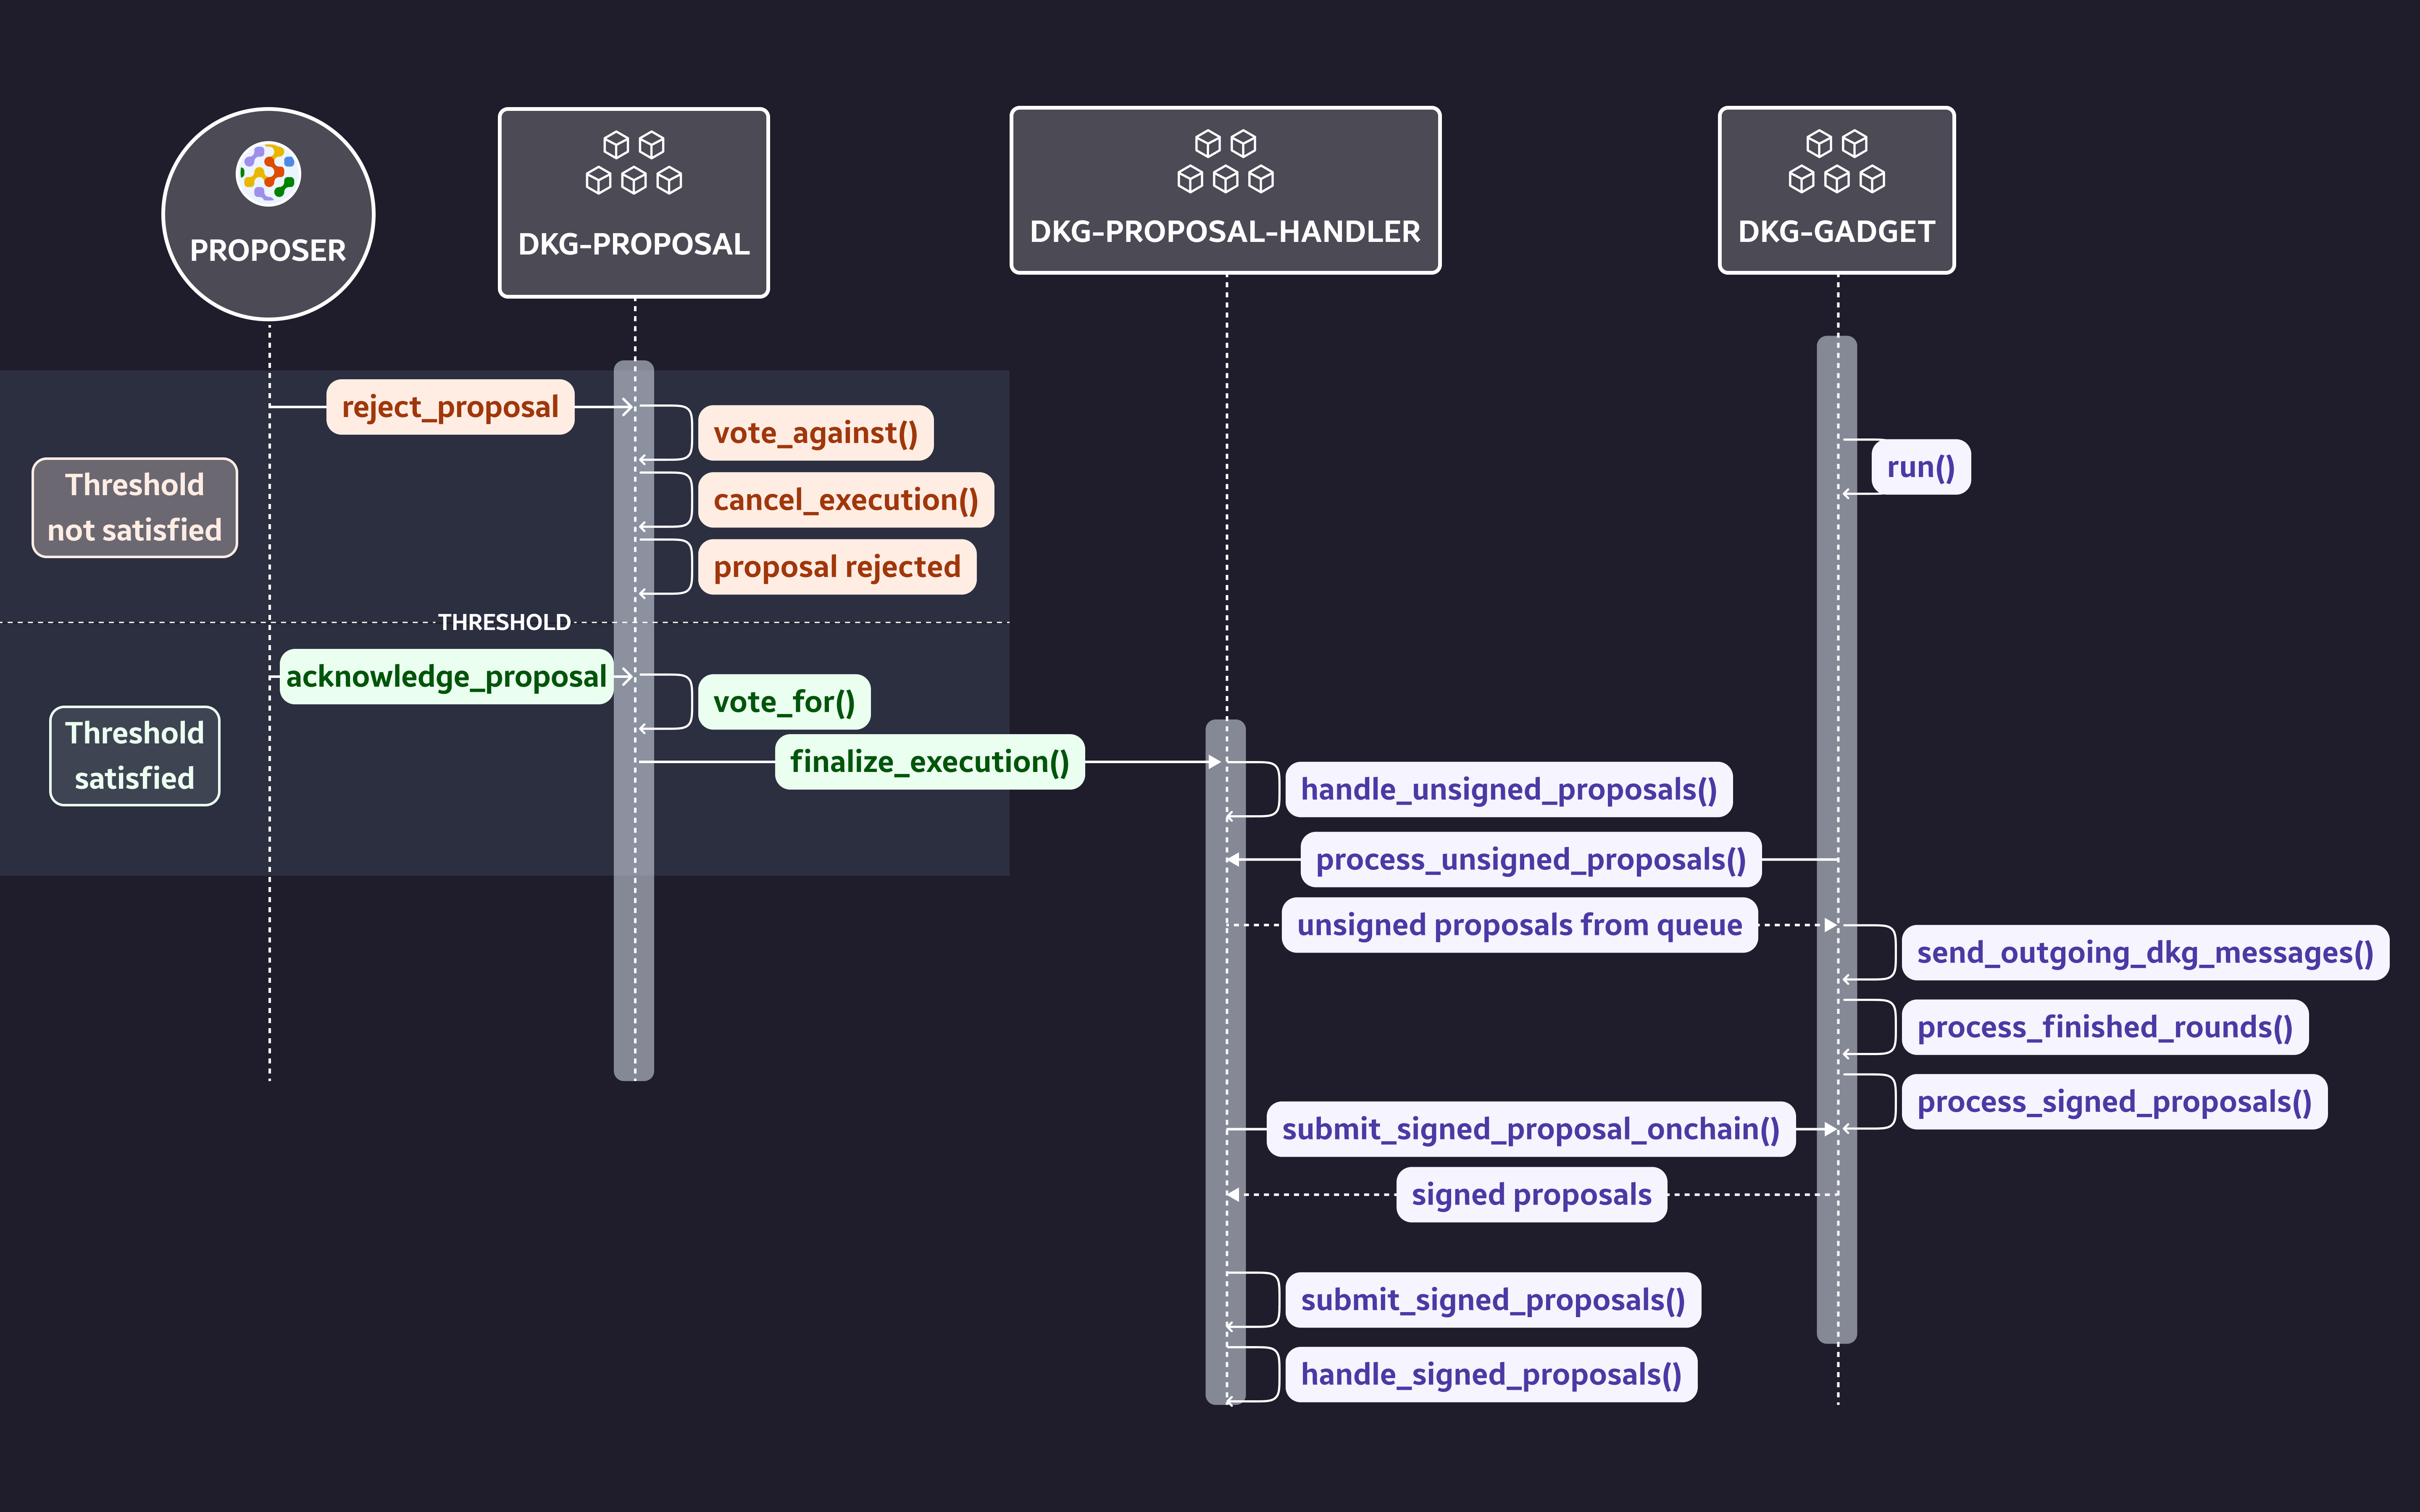 PROPOSER
DKG-PROPOSAL
DKG-PROPOSAL-HANDLER
DKG-GADGET
reject_proposal
vote_against()
run()
Threshold
not satisfied
cancel_execution()
proposal rejected
THRESHOLD
acknowledge_proposal
vote_for()
Threshold
satisfied
finalize_execution()
handle_unsigned_proposals()
process_unsigned_proposals()
unsigned proposals from queue
send_outgoing_dkg_messages()
process_finished_rounds()
process_signed_proposals()
submit_signed_proposal_onchain()
signed proposals
submit_signed_proposals()
handle_signed_proposals()